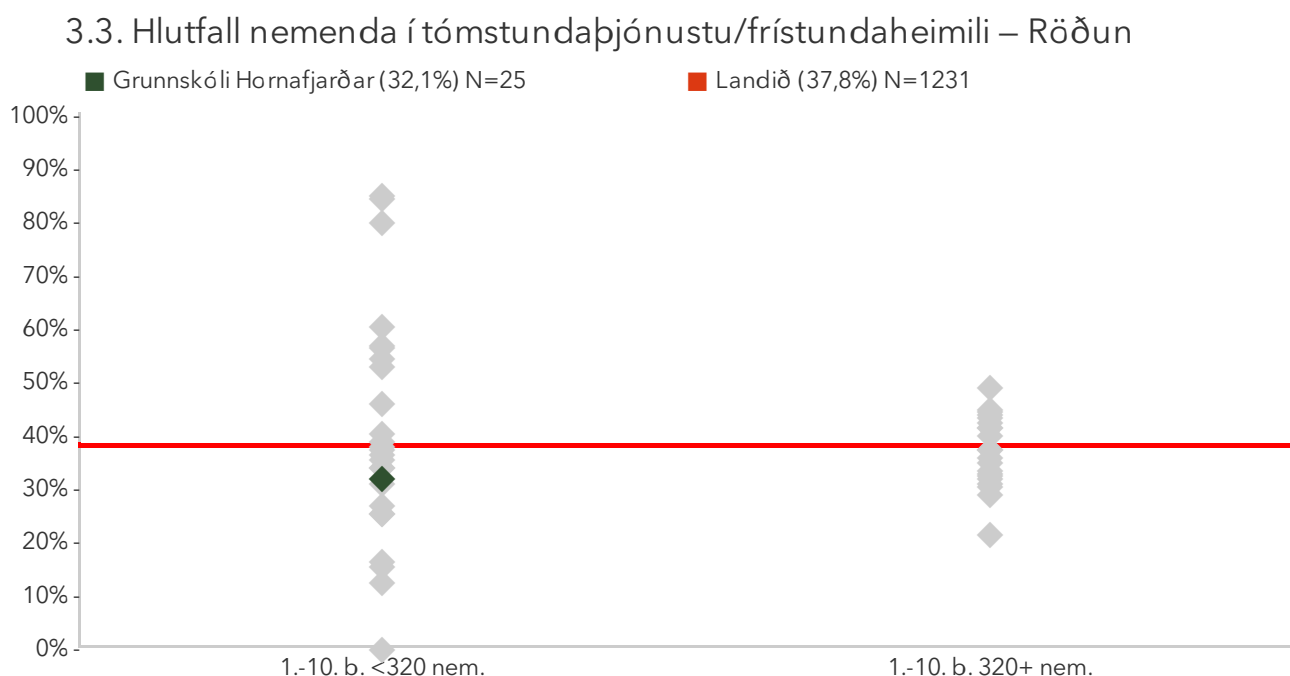 3.3. Hlutfall nemenda í tómstundaþjónustu/frístundaheimili – Röðun
Grunnskóli Hornafjarðar (32,1%) N=25
Landið (37,8%) N=1231
100%
90%
80%
70%
60%
50%
40%
30%
20%
10%
0%
1.-10. b. <320 nem.
1.-10. b. 320+ nem.